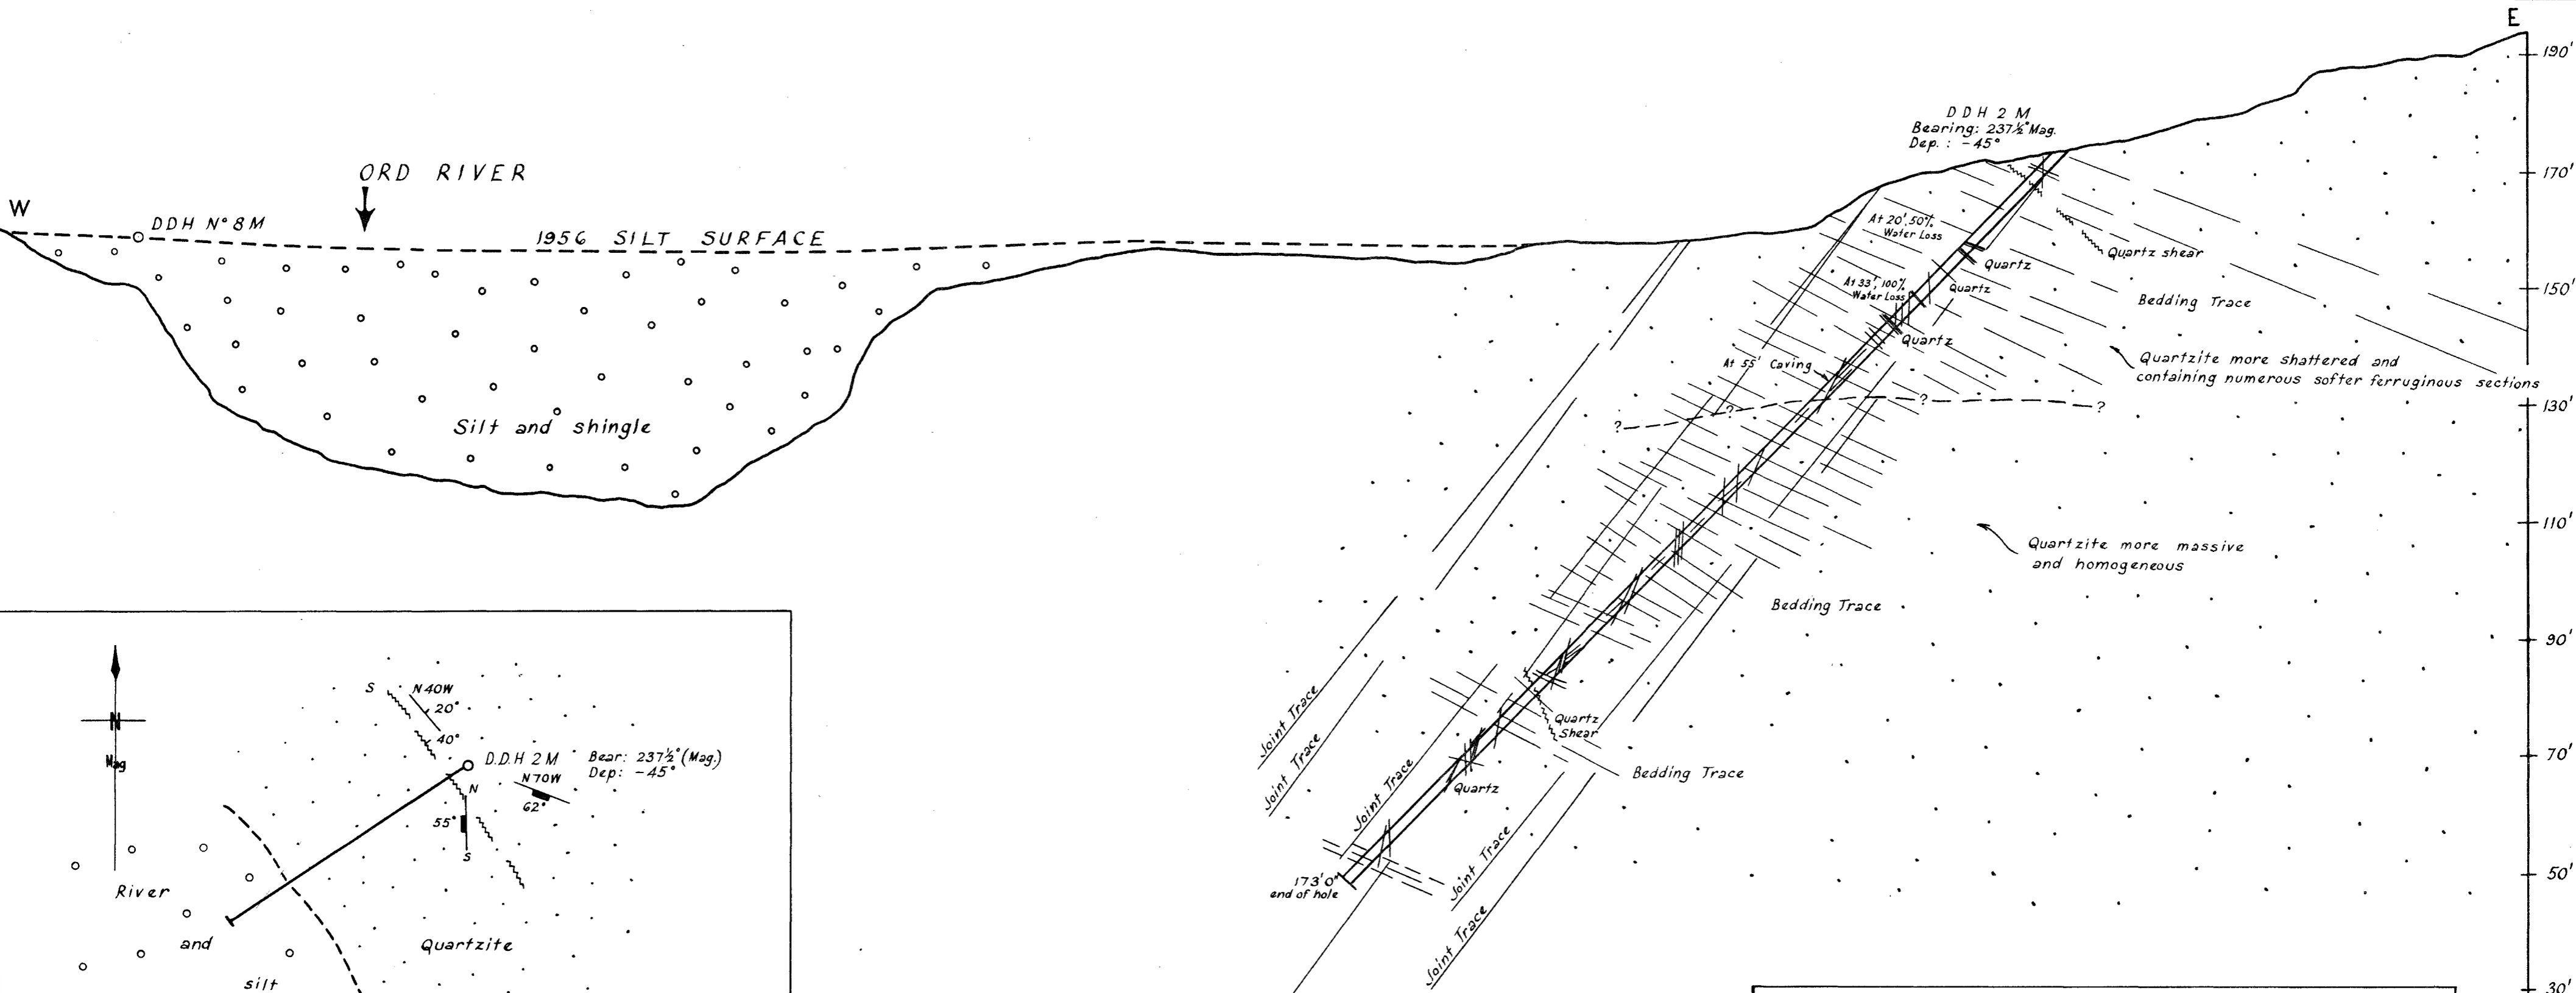 E
190'
DDH 2 M
Bearing: 237½° Mag.
Dep. : -45°
ORD RIVER
170'
W
DDH N° 8 M
1956 SILT SURFACE
At 20', 50%
Water Loss
Quartz shear
Quartz
At 33', 100%
Water Loss
Quartz
150'
Bedding Trace
Quartz
At 55' Caving
Quartzite more shattered and
containing numerous softer ferruginous sections
? ? ? ?
130'
Silt and shingle
110'
Quartzite more massive
and homogeneous
Bedding Trace
90'
Joint Trace
Joint Trace
Quartz
Shear
70'
Bedding Trace
Joint Trace
Quartz
Joint Trace
173' 0"
end of hole
50'
Joint Trace
30'
N
Mag
S
N 40W
20°
40°
D.D.H 2 M Bear: 237½° (Mag.)
Dep: -45°
N 70W
62°
N
55°
S
River
and
silt
Quartzite